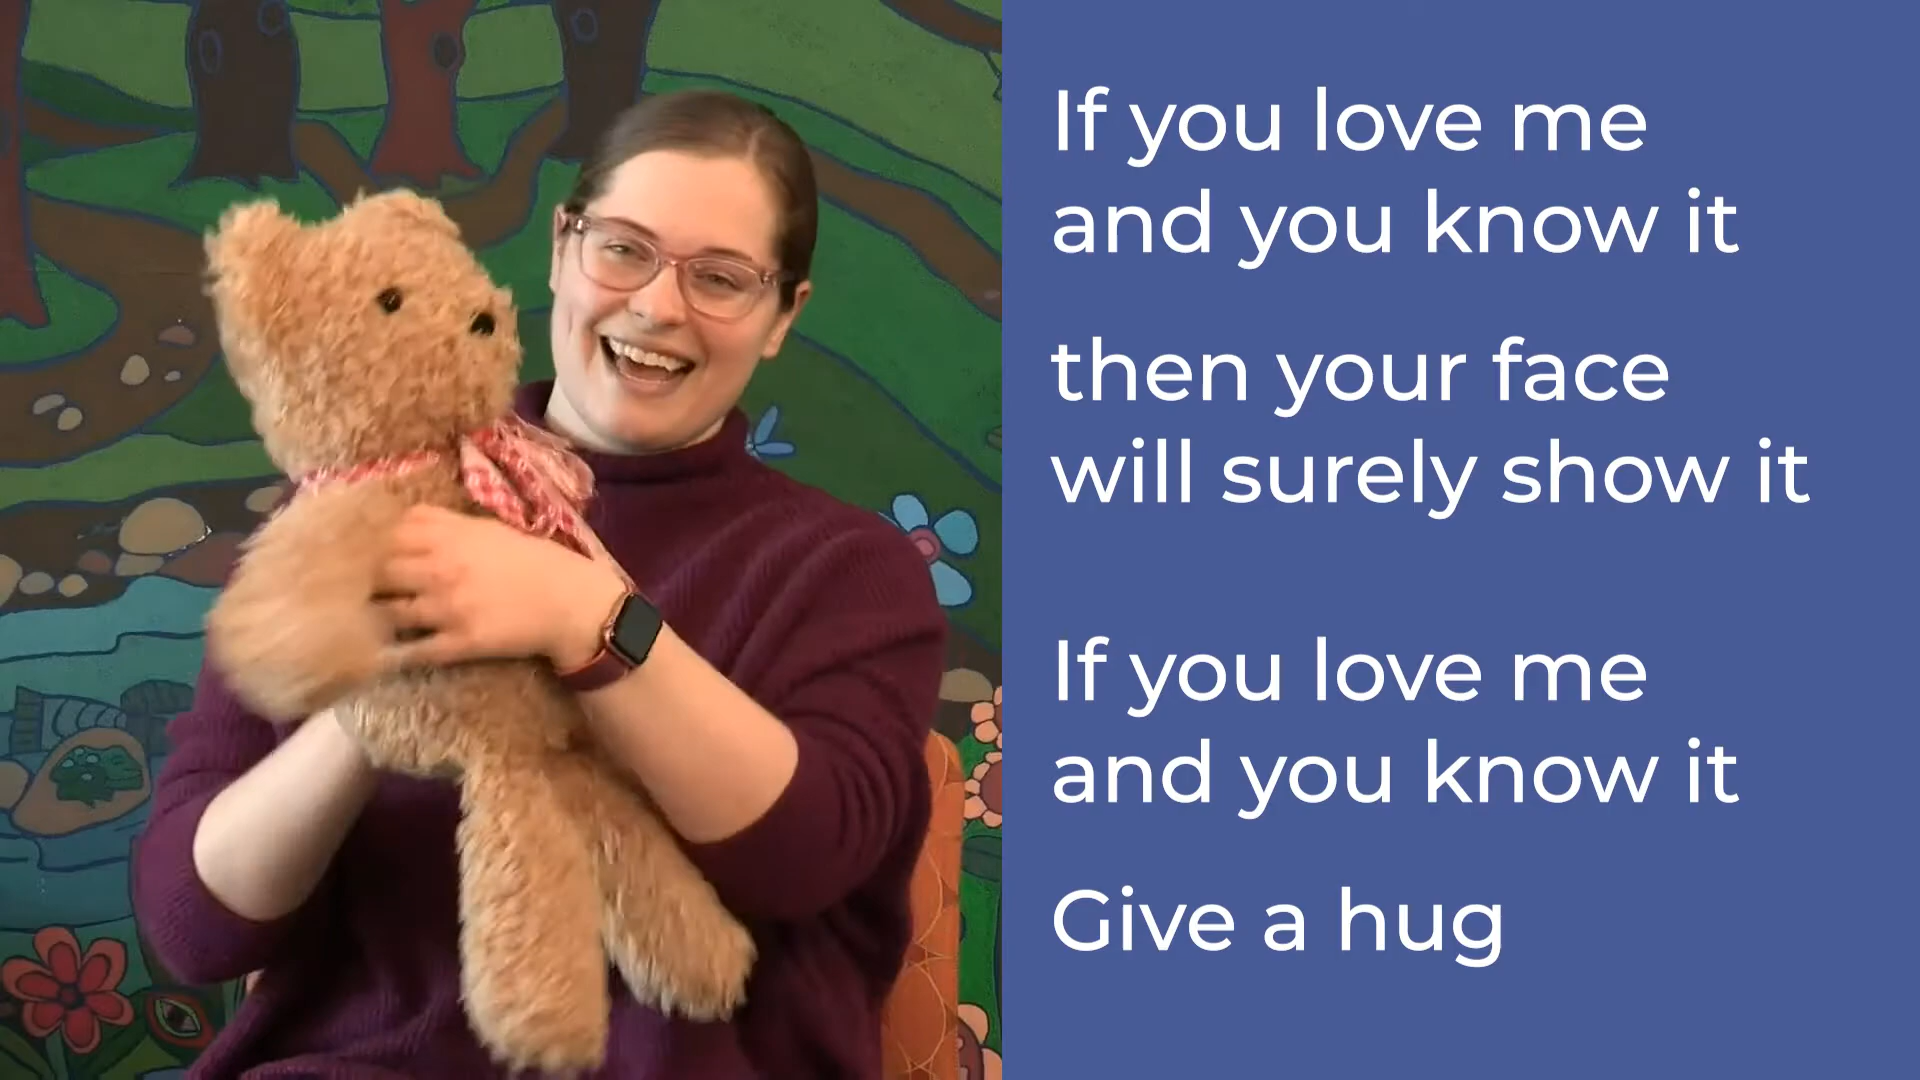 If you love me
and you know it
then your face
will surely show it
If you love me
and you know it
Give a hug